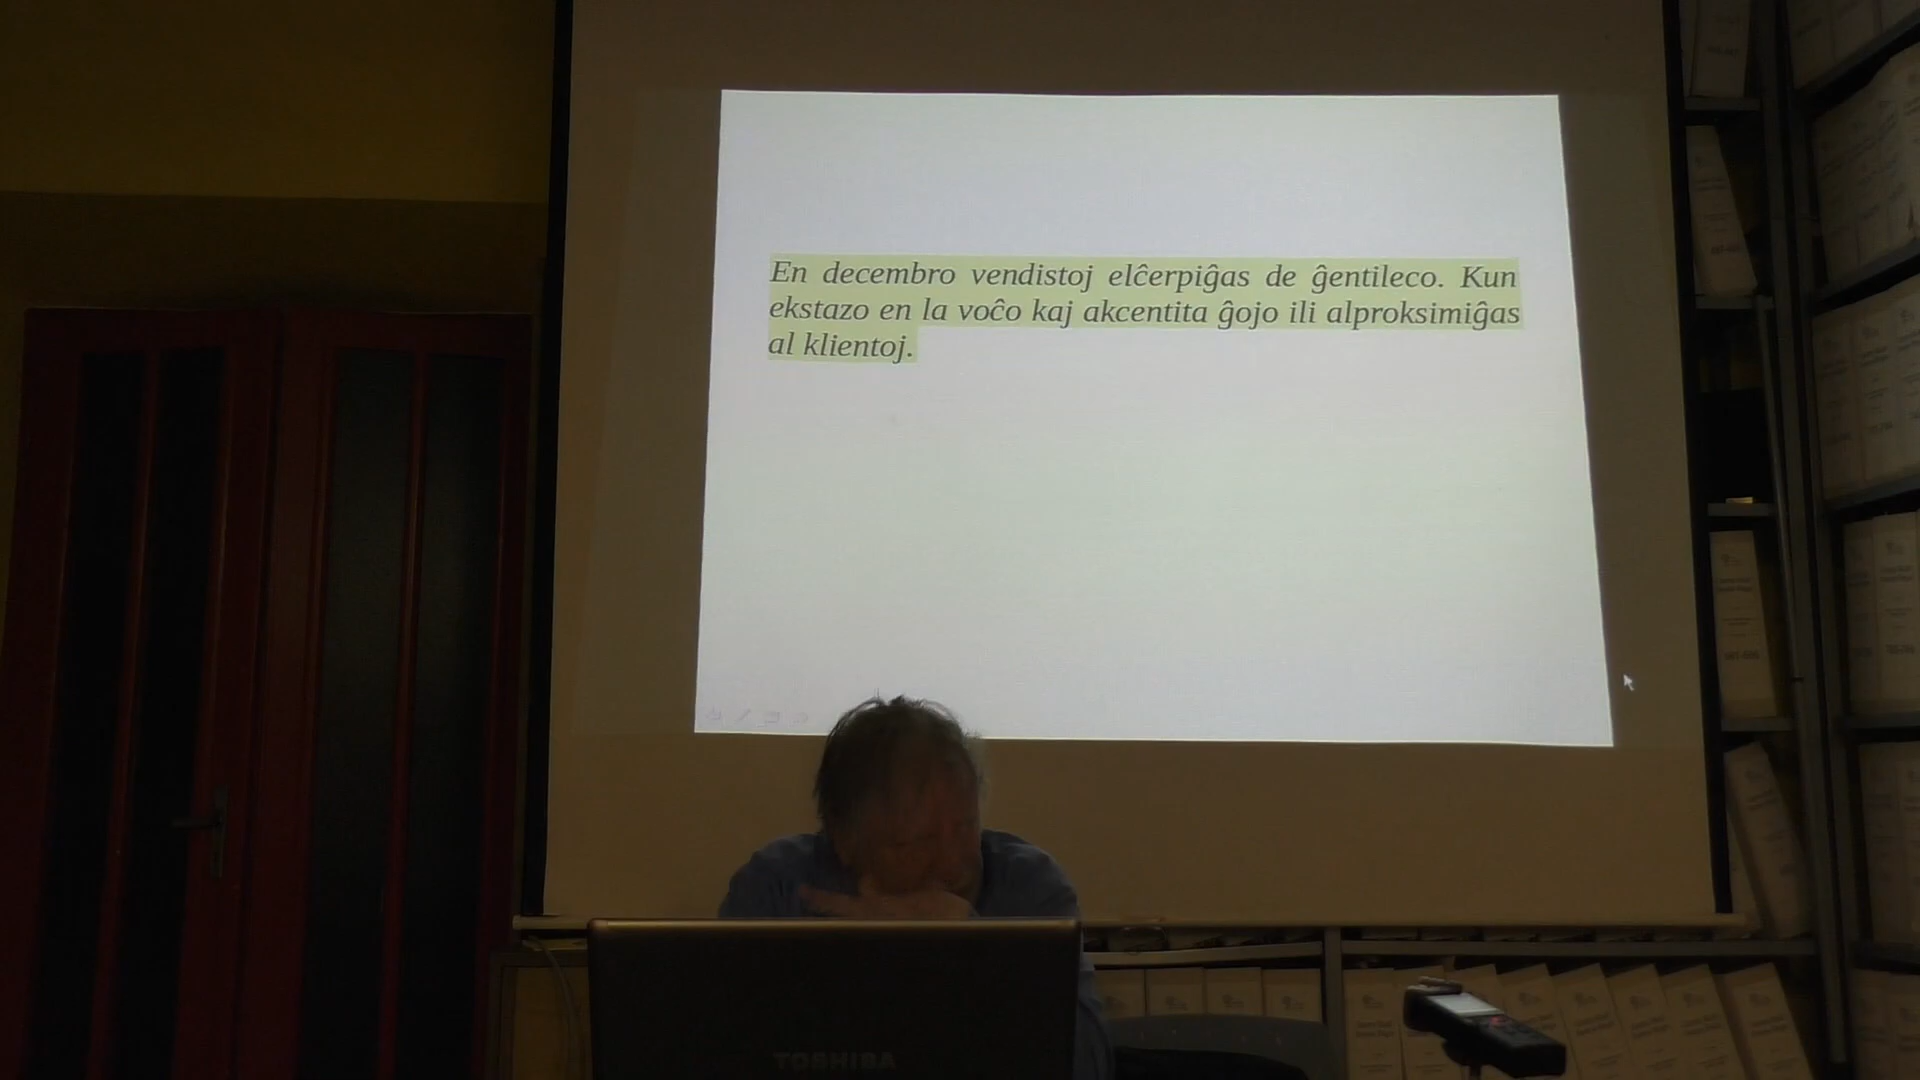 En decembro vendistoj elĉerpiĝas de ĝentileco. Kun
ekstazo en la voĉo kaj akcentita ĝojo ili alproksimiĝas
al klientoj.
TOSHIBA